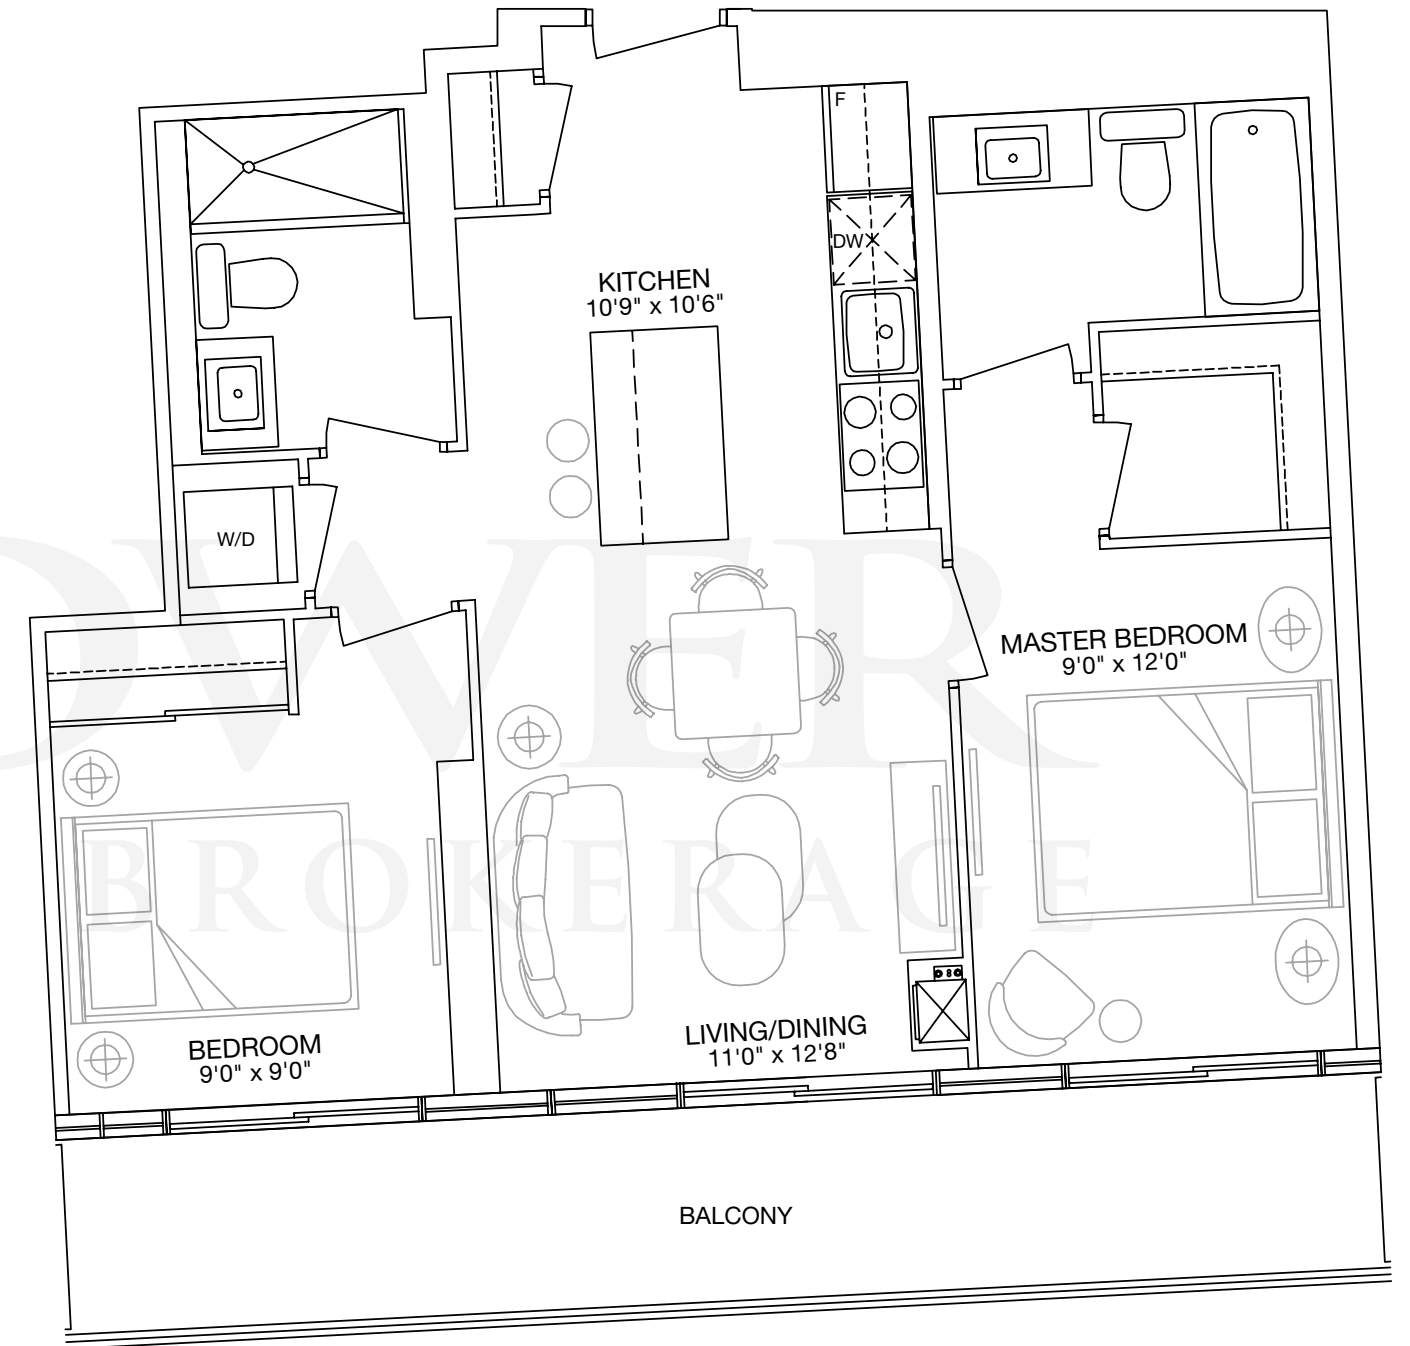 F
DW
KITCHEN
10'9" x 10'6"
W/D
MASTER BEDROOM
9'0" x 12'0"
BEDROOM
9'0" x 9'0"
LIVING/DINING
11'0" x 12'8"
BALCONY
OWER
BROKERAGE